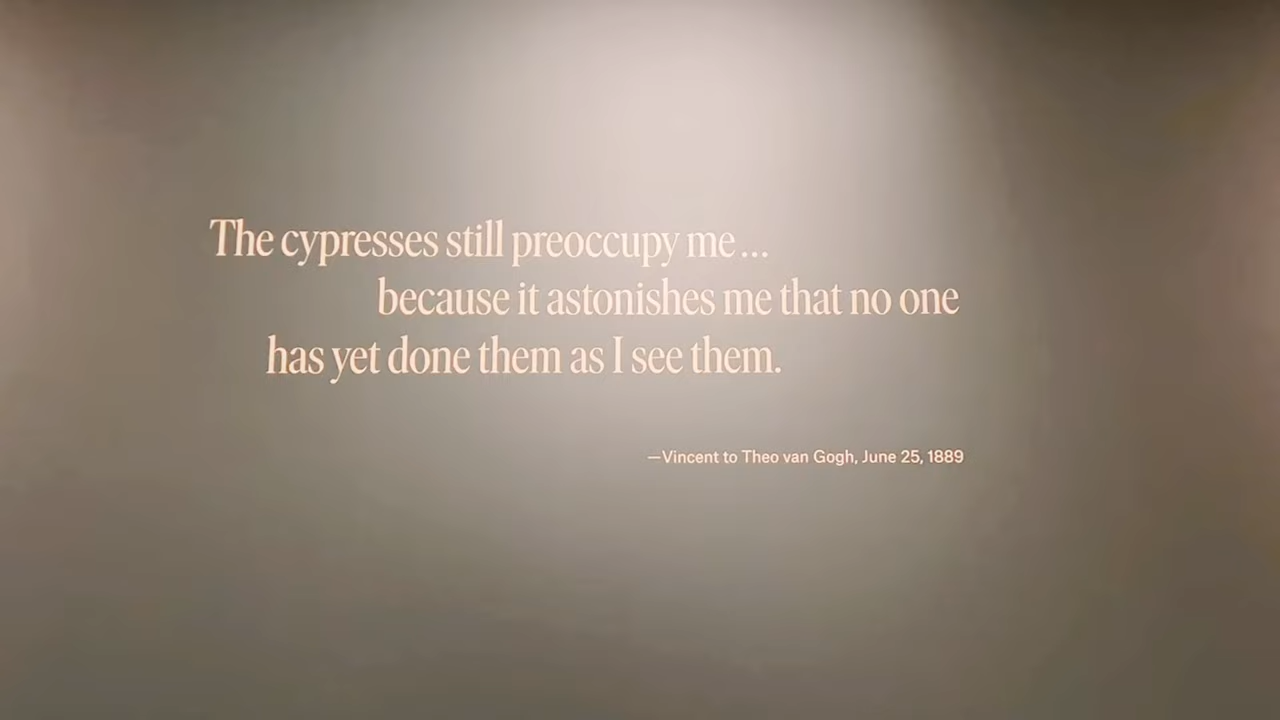 The cypresses still preoccupy me...
because it astonishes me that no one
has yet done them as I see them.
—Vincent to Theo van Gogh, June 25, 1889